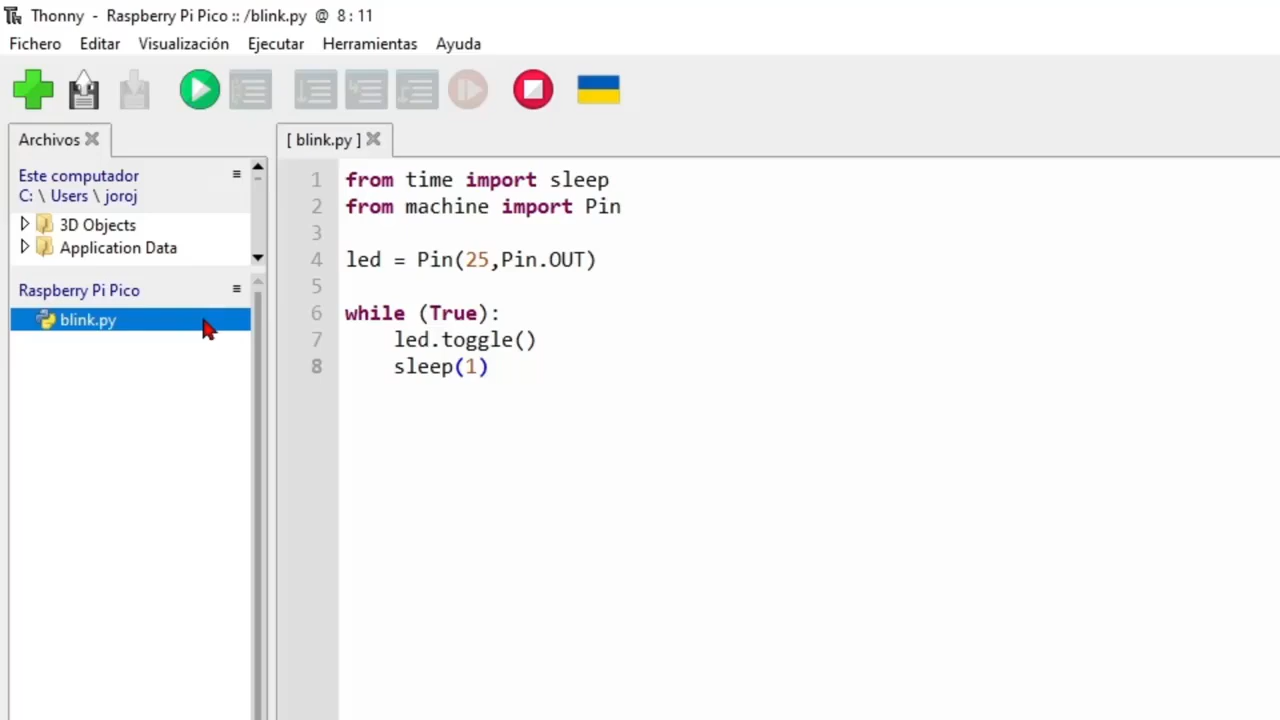 Thonny - Raspberry Pi Pico :: /blink.py @ 8 : 11
Fichero Editar Visualización Ejecutar Herramientas Ayuda
Archivos
[ blink.py ]
Este computador
C: \ Users \ joroj
3D Objects
Application Data
Raspberry Pi Pico
blink.py
1 from time import sleep
2 from machine import Pin
3
4 led = Pin(25,Pin.OUT)
5
6 while (True):
7     led.toggle()
8     sleep(1)